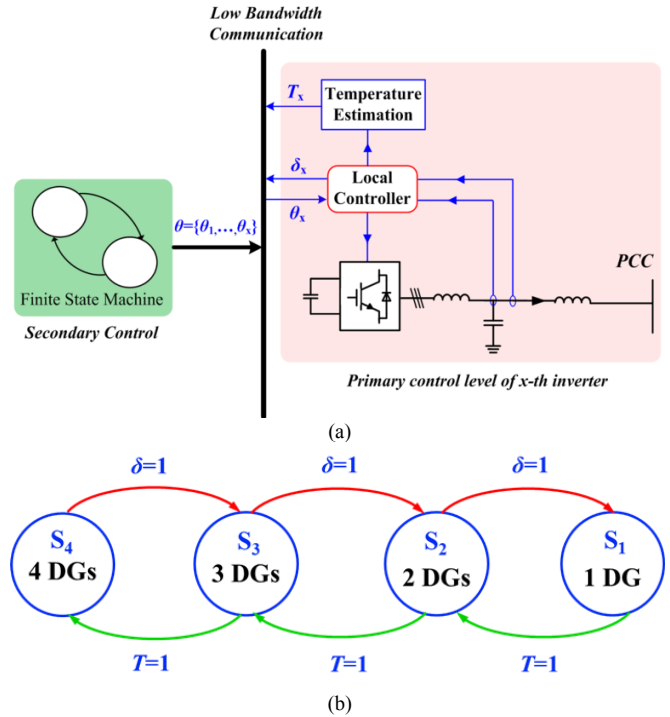 Low Bandwidth
Communication
Tₓ
Temperature
Estimation
δₓ
θₓ
Local
Controller
θ={θ₁,…,θₓ}
Finite State Machine
Secondary Control
PCC
Primary control level of x-th inverter
(a)
δ=1
δ=1
δ=1
S₄
4 DGs
S₃
3 DGs
S₂
2 DGs
S₁
1 DG
T=1
T=1
T=1
(b)